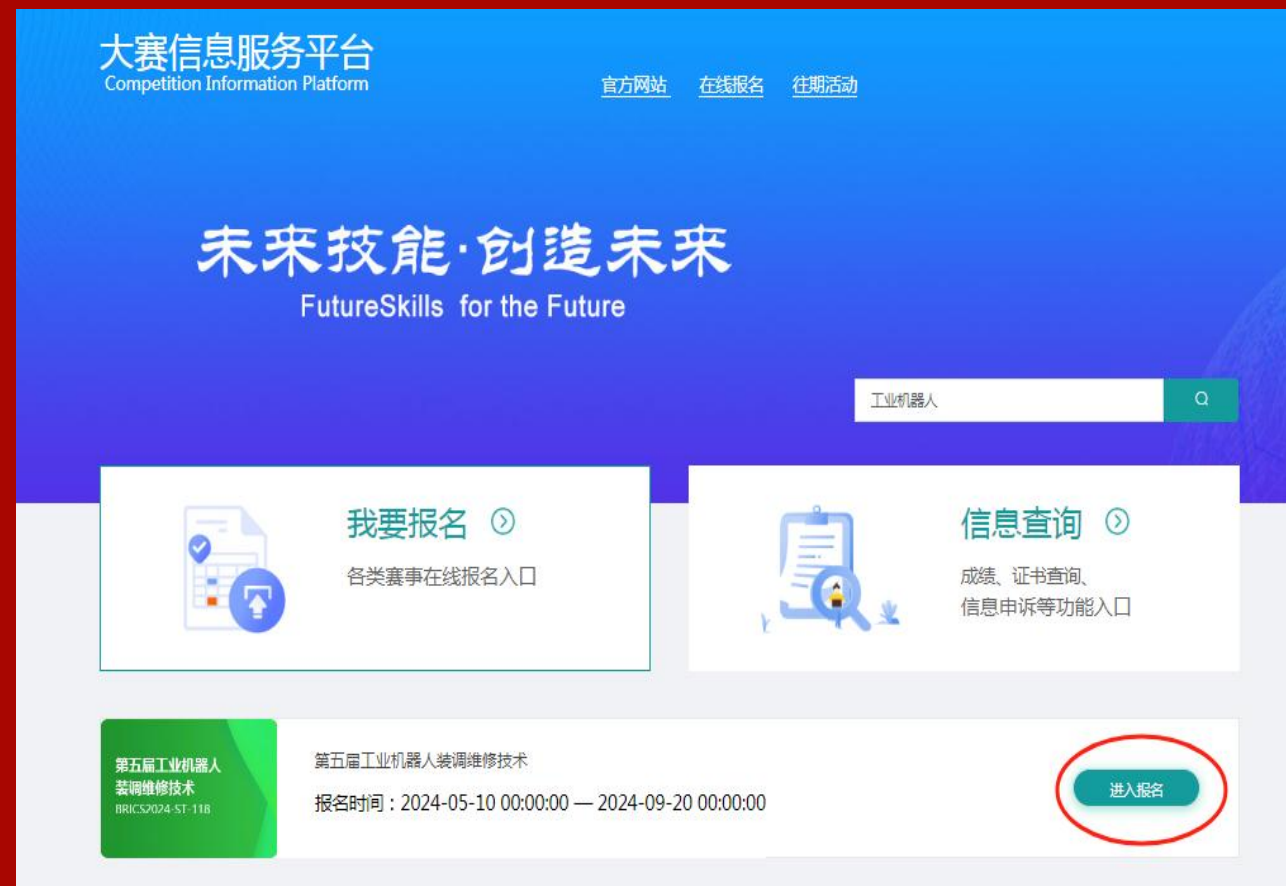 大赛信息服务平台
Competition Information Platform
官方网站 在线报名 往期活动
未来技能·创造未来
FutureSkills for the Future
工业机器人
我要报名
各类赛事在线报名入口
信息查询
成绩、证书查询、
信息申诉等功能入口
第五届工业机器人
装调维修技术
BRICS2024-ST-118
第五届工业机器人装调维修技术
报名时间：2024-05-10 00:00:00 — 2024-09-20 00:00:00
进入报名